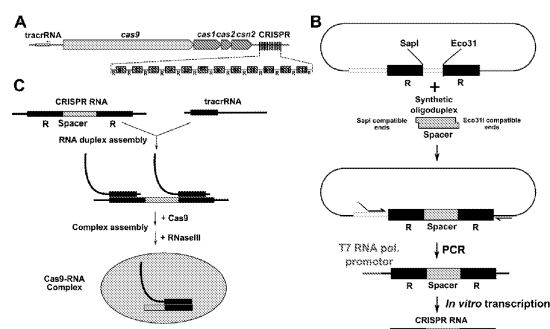 A
tracrRNA
cas9
cas1 cas2 csn2
CRISPR
C
CRISPR RNA
tracrRNA
R Spacer R
RNA duplex assembly
+ Cas9
Complex assembly
+ RNaseIII
Cas9-RNA
Complex
B
SapI
Eco31
R R
+
Synthetic
oligoduplex
SapI compatible
ends
Eco31I compatible
ends
Spacer
R Spacer R
T7 RNA pol.
promotor
PCR
R Spacer R
In vitro transcription
CRISPR RNA